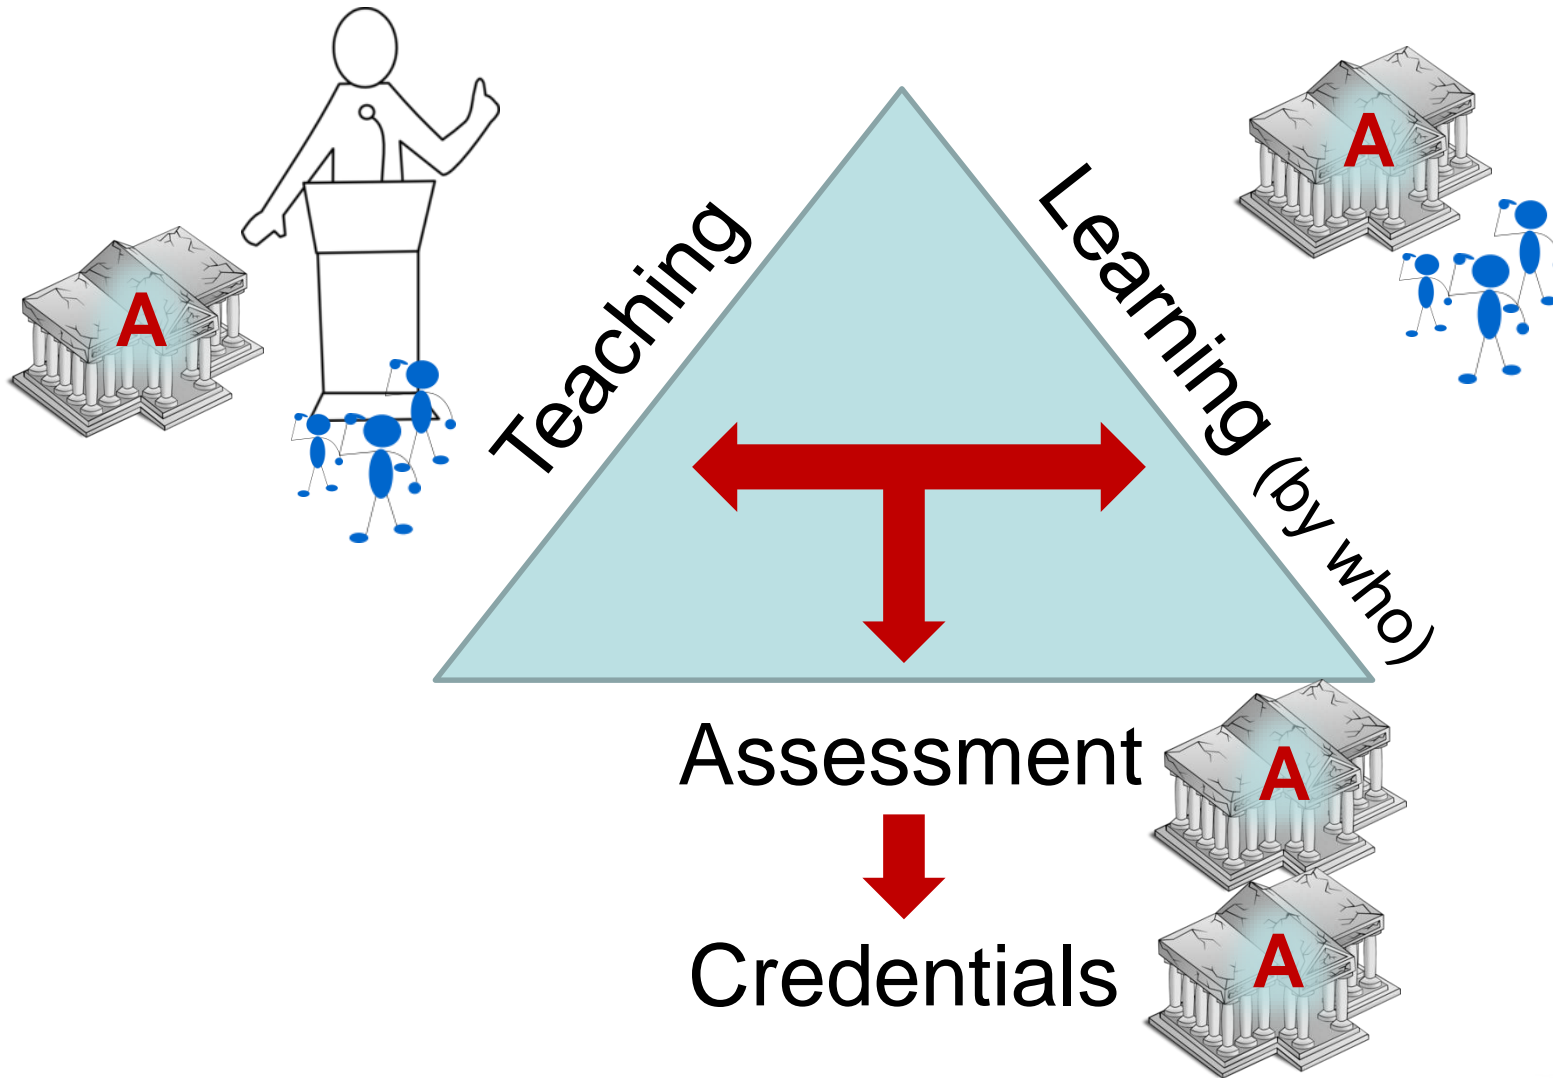 A
Teaching
Learning (by who)
A
Assessment
A
Credentials
A